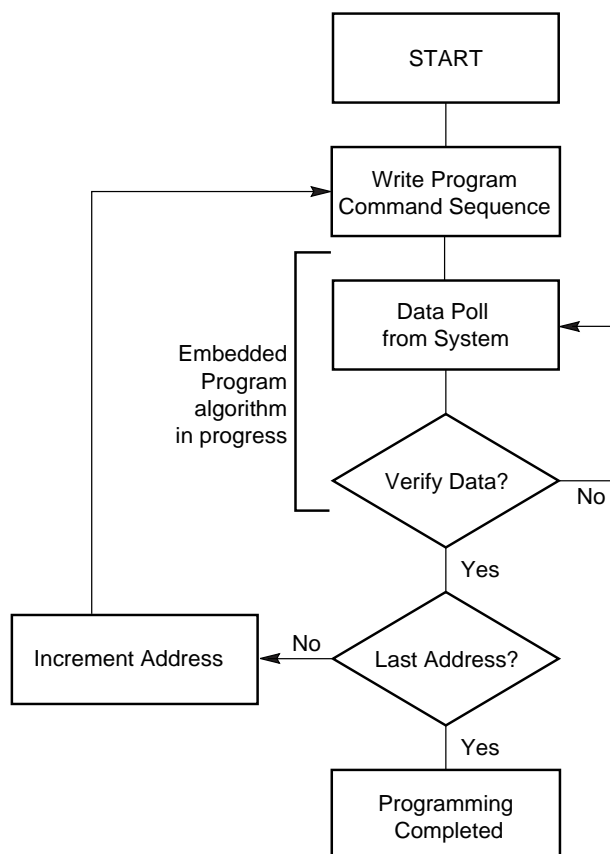 START
Write Program
Command Sequence
Data Poll
from System
Embedded
Program
algorithm
in progress
Verify Data?
No
Yes
No
Increment Address
Last Address?
Yes
Programming
Completed